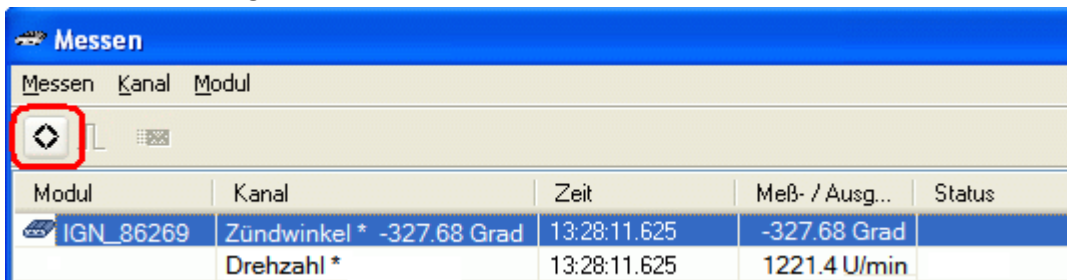 Messen
Messen Kanal Modul
Modul Kanal Zeit Meß- / Ausg... Status
IGN_86269 Zündwinkel * -327.68 Grad 13:28:11.625 -327.68 Grad
Drehzahl * 13:28:11.625 1221.4 U/min